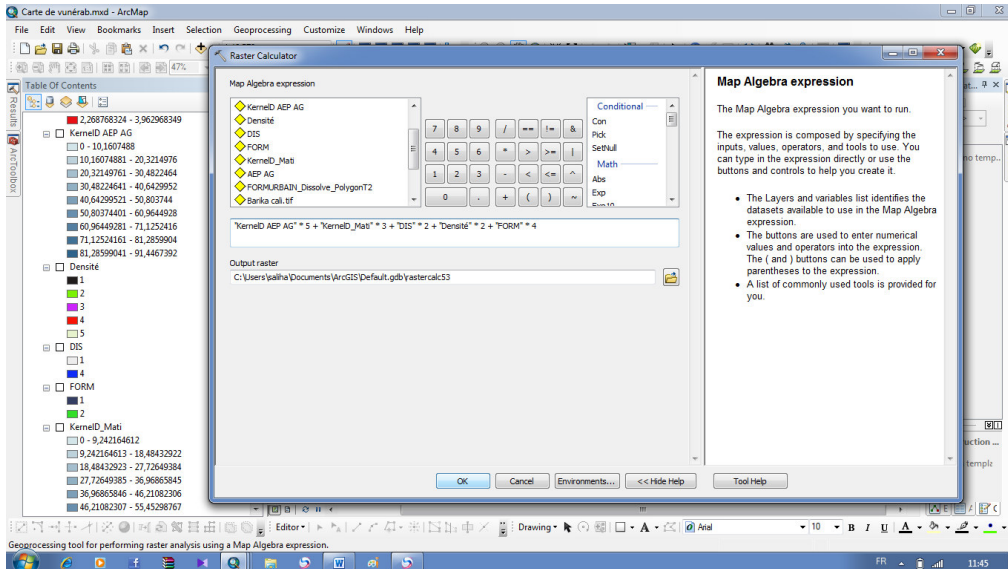 Carte de vunérab.mxd - ArcMap
File Edit View Bookmarks Insert Selection Geoprocessing Customize Windows Help
47%
Table Of Contents
Results
ArcToolbox
2,268768324 - 3,962968349
KernelD AEP AG
0 - 10,1607488
10,16074881 - 20,3214976
20,32149761 - 30,4822464
30,48224641 - 40,6429952
40,64299521 - 50,803744
50,80374401 - 60,9644928
60,96449281 - 71,1252416
71,12524161 - 81,2859904
81,28599041 - 91,4467392
Densité
1
2
3
4
5
DIS
1
4
FORM
1
2
KernelD_Mati
0 - 9,242164612
9,242164613 - 18,48432922
18,48432923 - 27,72649384
27,72649385 - 36,96865845
36,96865846 - 46,21082306
46,21082307 - 55,45298767
Raster Calculator
Map Algebra expression
KernelD AEP AG
Densité
DIS
FORM
KernelD_Mati
AEP AG
FORMURBAIN_Dissolve_PolygonT2
Barika cal.tif
7 8 9 / == != &
4 5 6 * > >= |
1 2 3 - < <= ^
0 . + ( ) ~
Conditional
Con
Pick
SetNull
Math
Abs
Exp
Exp10
"KernelD AEP AG" * 5 + "KernelD_Mati" * 3 + "DIS" * 2 + "Densité" * 2 + "FORM" * 4
Output raster
C:\Users\saliha\Documents\ArcGIS\Default.gdb\rastercalc53
OK Cancel Environments... << Hide Help Tool Help
Map Algebra expression
The Map Algebra expression you want to run.
The expression is composed by specifying the
inputs, values, operators, and tools to use. You
can type in the expression directly or use the
buttons and controls to help you create it.
• The Layers and variables list identifies the
datasets available to use in the Map Algebra
expression.
• The buttons are used to enter numerical
values and operators into the expression.
The ( and ) buttons can be used to apply
parentheses to the expression.
• A list of commonly used tools is provided for
you.
at...
no temp..
uction ...
templa
Editor Drawing Arial 10 B I U A
Geoprocessing tool for performing raster analysis using a Map Algebra expression.
FR 11:45